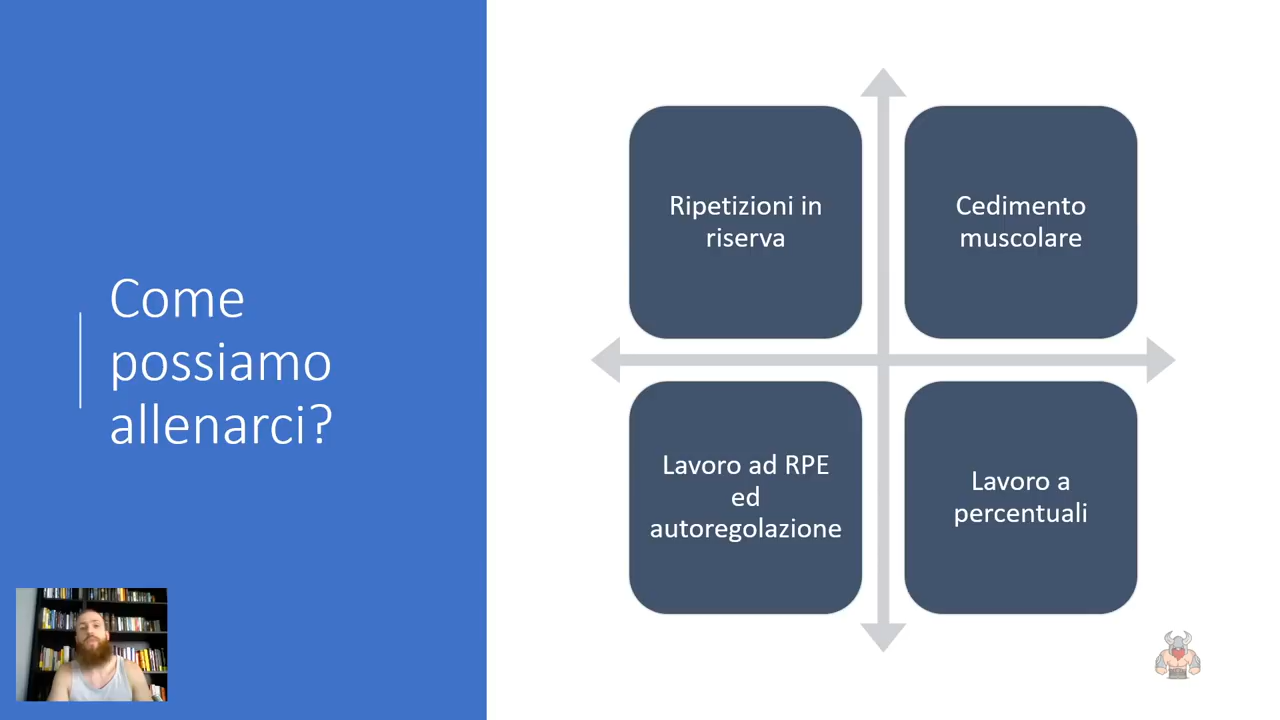 Come
possiamo
allenarci?
Ripetizioni in
riserva
Cedimento
muscolare
Lavoro ad RPE
ed
autoregolazione
Lavoro a
percentuali